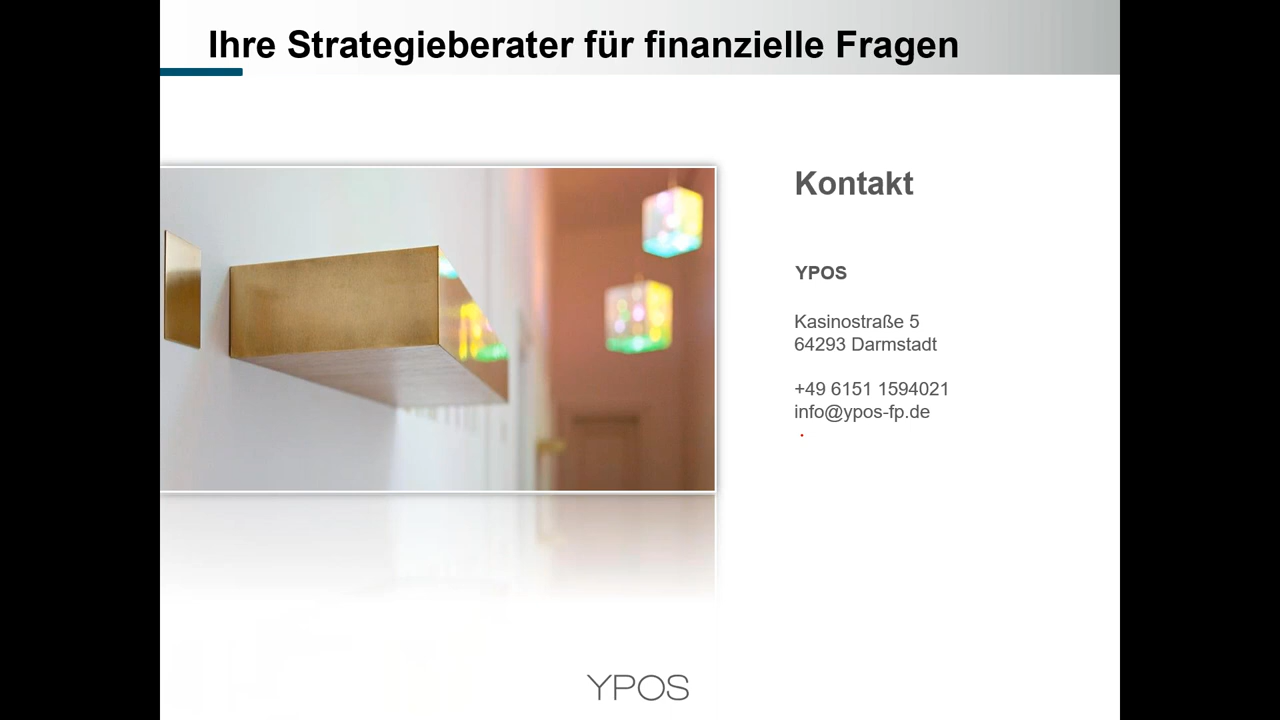 Ihre Strategieberater für finanzielle Fragen
Kontakt
YPOS
Kasinostraße 5
64293 Darmstadt
+49 6151 1594021
info@ypos-fp.de
YPOS